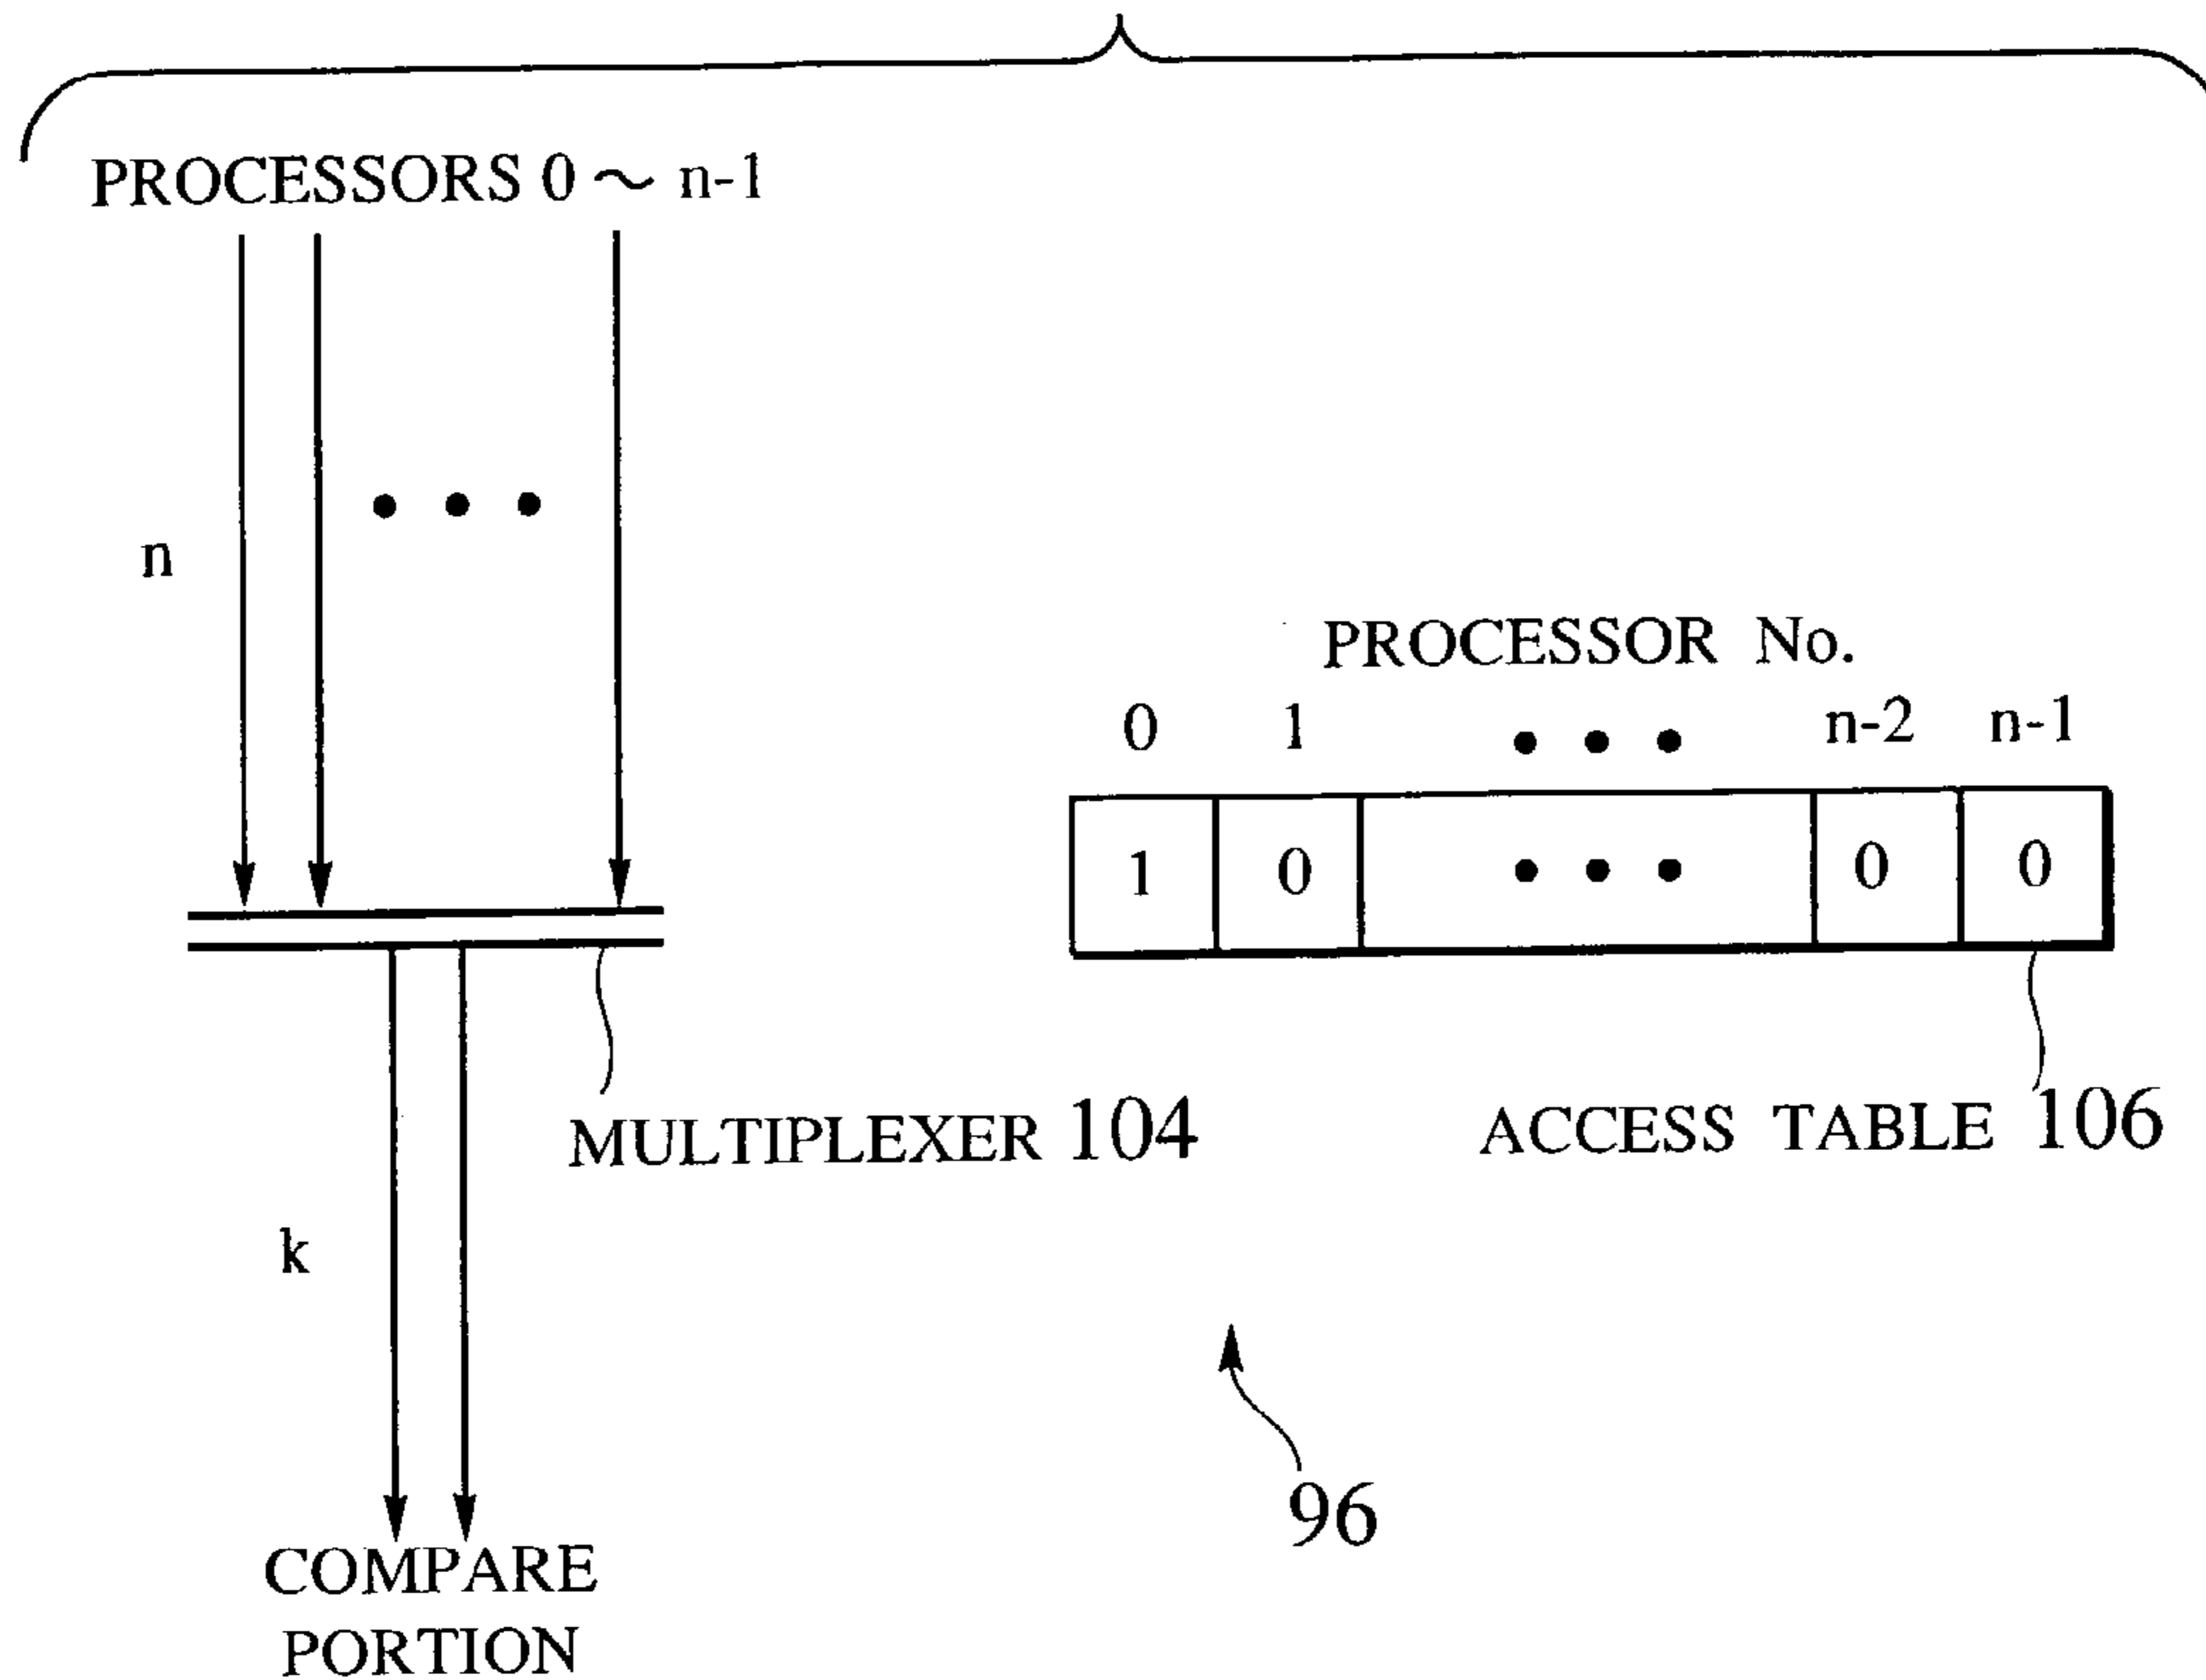 PROCESSORS 0 ~ n-1
n
PROCESSOR No.
0 1 • • • n-2 n-1
1 0 • • • 0 0
MULTIPLEXER 104
ACCESS TABLE 106
k
96
COMPARE
PORTION